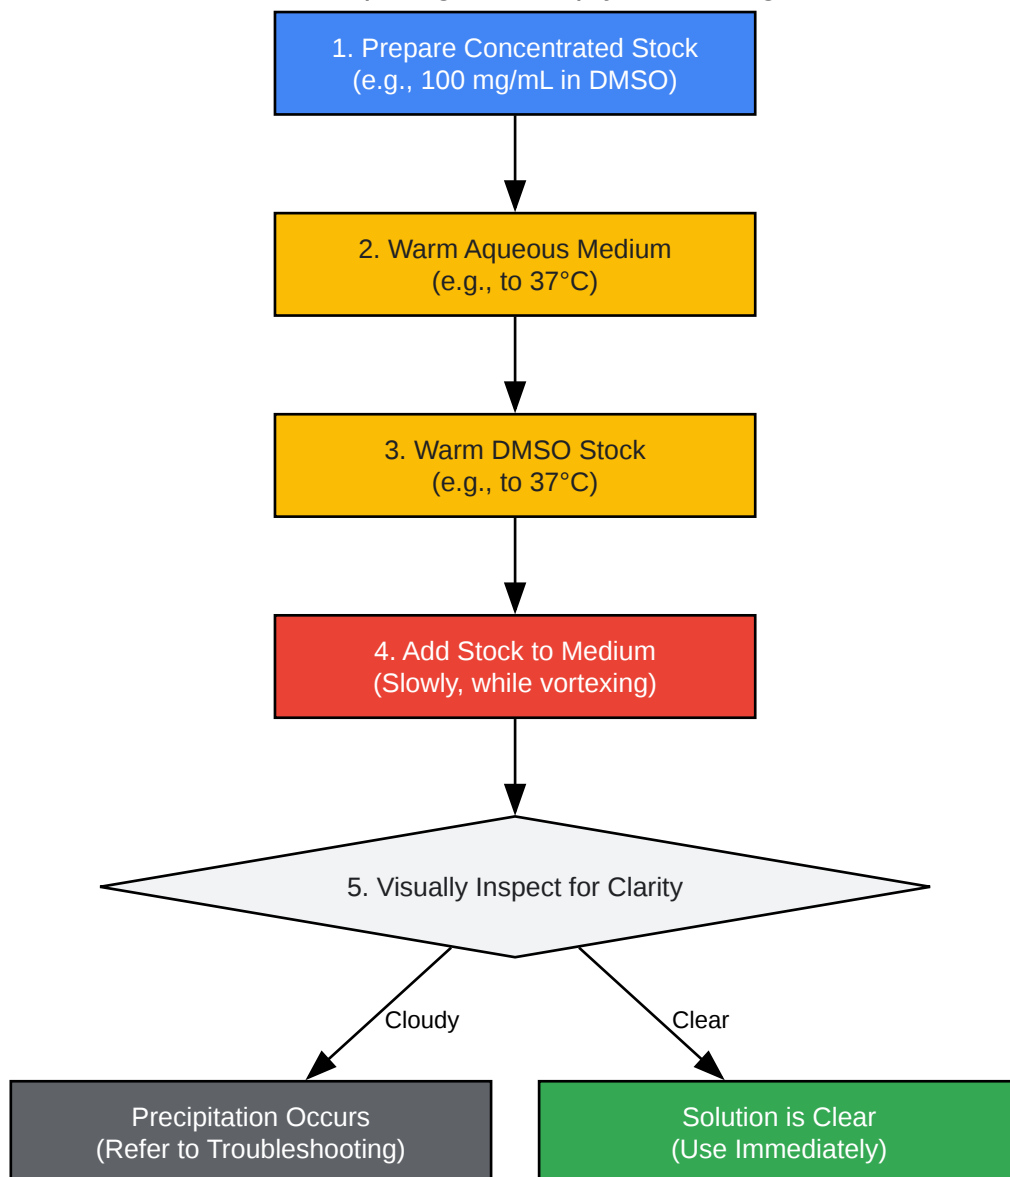 1. Prepare Concentrated Stock
(e.g., 100 mg/mL in DMSO)
2. Warm Aqueous Medium
(e.g., to 37°C)
3. Warm DMSO Stock
(e.g., to 37°C)
4. Add Stock to Medium
(Slowly, while vortexing)
5. Visually Inspect for Clarity
Cloudy
Clear
Precipitation Occurs
(Refer to Troubleshooting)
Solution is Clear
(Use Immediately)